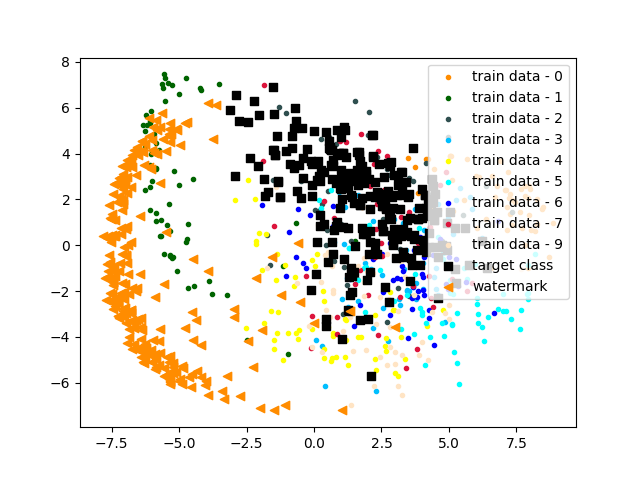 8
6
4
2
0
−2
−4
−6
−7.5
−5.0
−2.5
0.0
2.5
5.0
7.5
train data - 0
train data - 1
train data - 2
train data - 3
train data - 4
train data - 5
train data - 6
train data - 7
train data - 9
target class
watermark